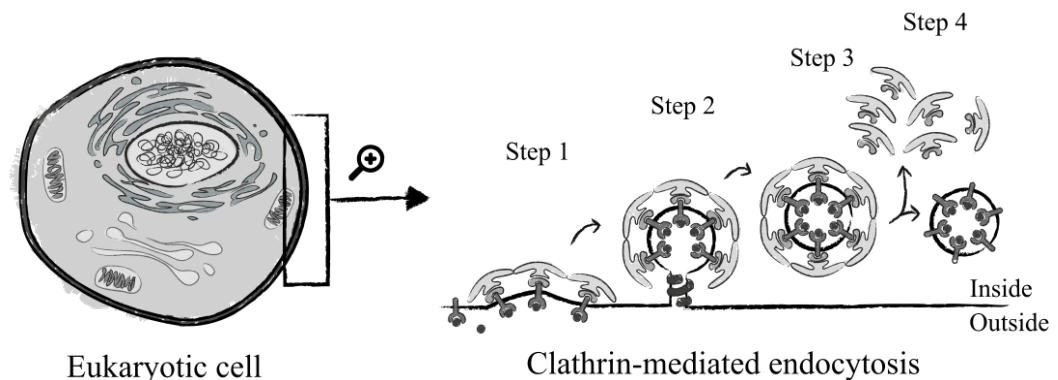 Step 4
Step 3
Step 2
Step 1
Inside
Outside
Eukaryotic cell
Clathrin-mediated endocytosis